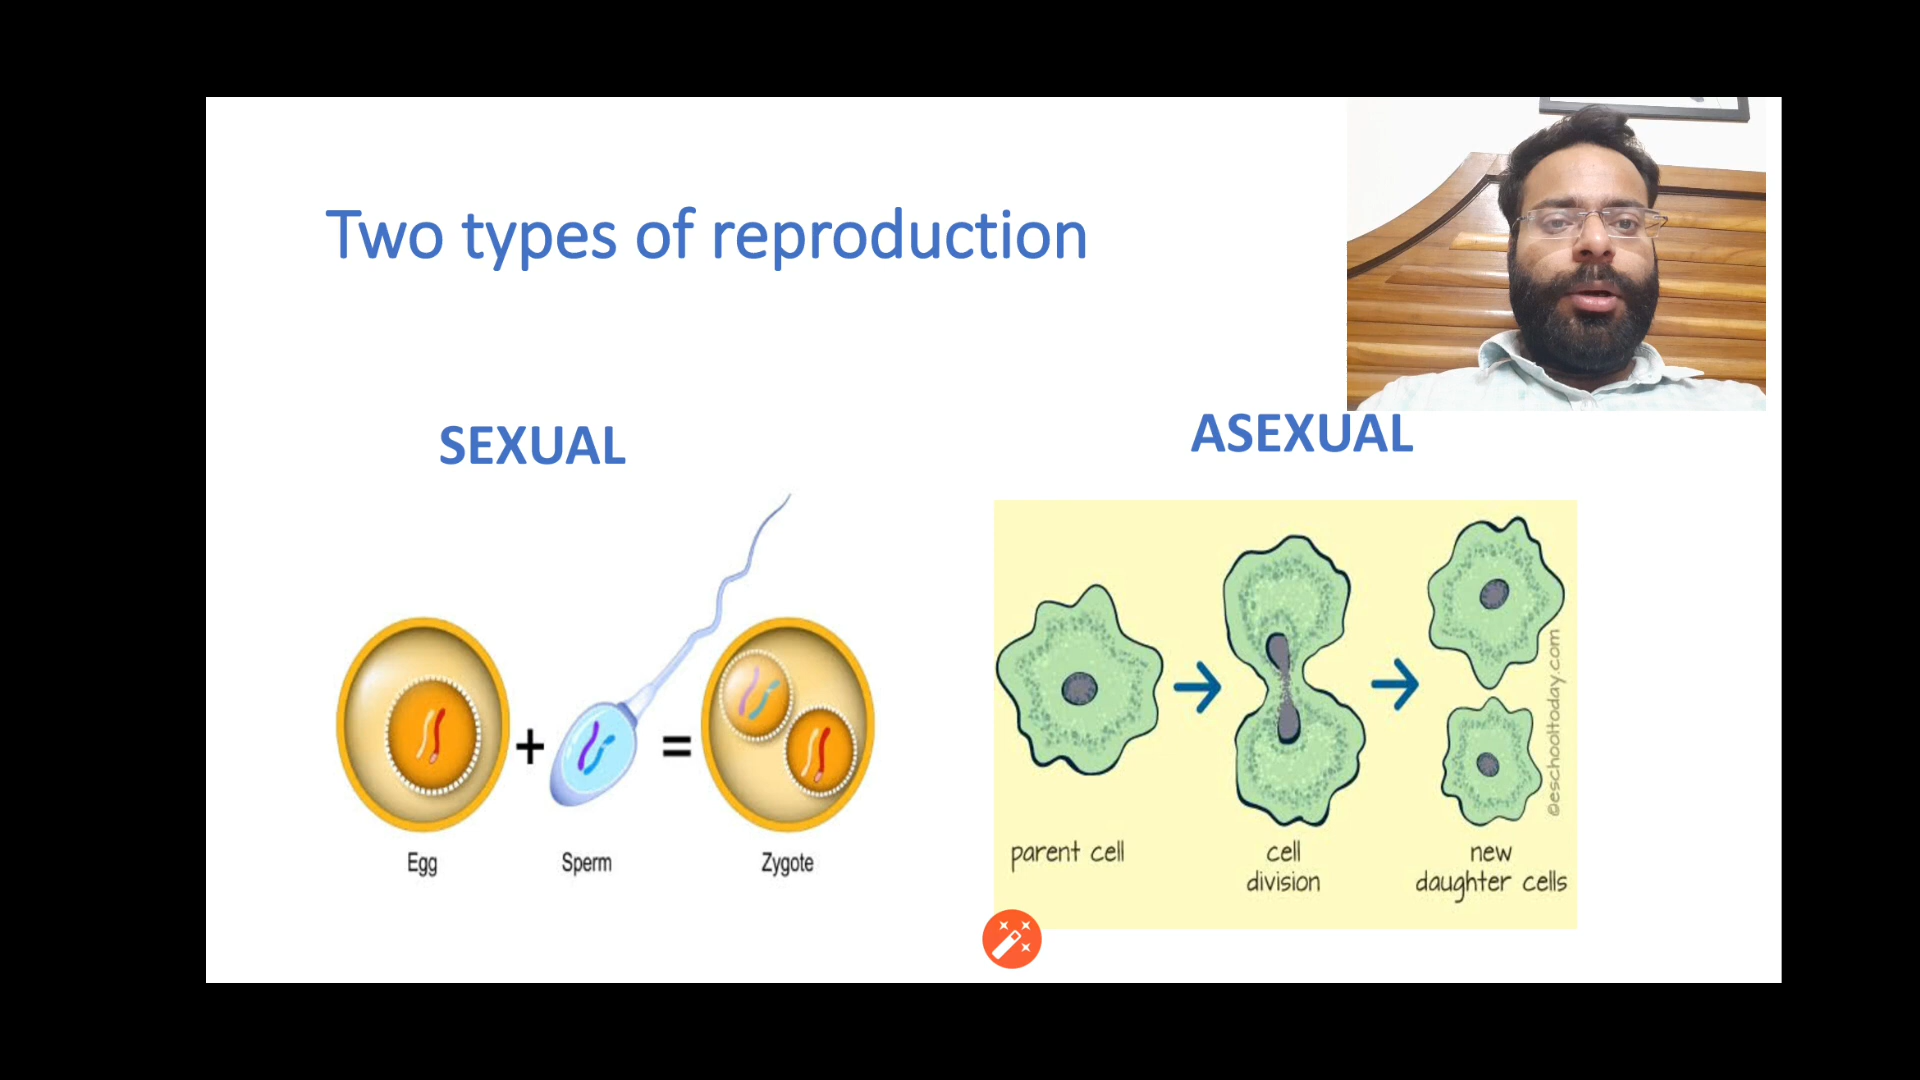 Two types of reproduction
SEXUAL
ASEXUAL
+
=
Egg
Sperm
Zygote
parent cell
cell
division
new
daughter cells
©eschooltoday.com